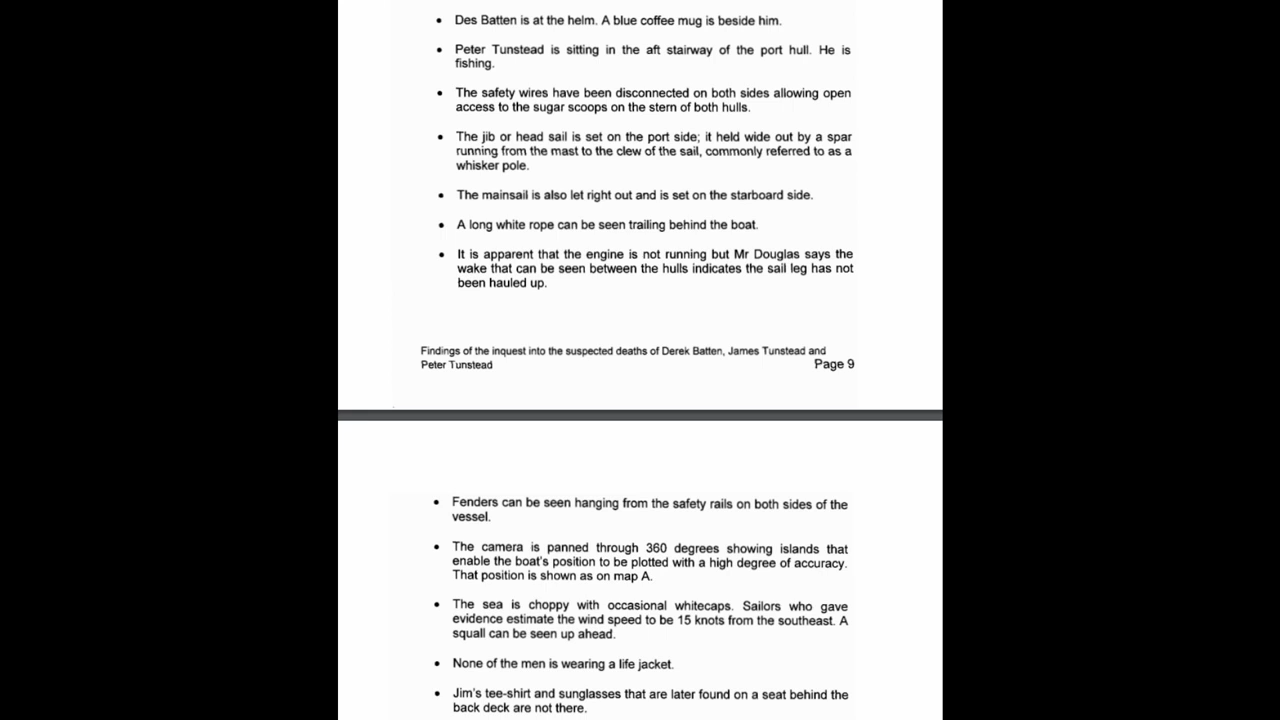 • Des Batten is at the helm. A blue coffee mug is beside him.
• Peter Tunstead is sitting in the aft stairway of the port hull. He is
fishing.
• The safety wires have been disconnected on both sides allowing open
access to the sugar scoops on the stern of both hulls.
• The jib or head sail is set on the port side; it held wide out by a spar
running from the mast to the clew of the sail, commonly referred to as a
whisker pole.
• The mainsail is also let right out and is set on the starboard side.
• A long white rope can be seen trailing behind the boat.
• It is apparent that the engine is not running but Mr Douglas says the
wake that can be seen between the hulls indicates the sail leg has not
been hauled up.
Findings of the inquest into the suspected deaths of Derek Batten, James Tunstead and
Peter Tunstead Page 9
• Fenders can be seen hanging from the safety rails on both sides of the
vessel.
• The camera is panned through 360 degrees showing islands that
enable the boat's position to be plotted with a high degree of accuracy.
That position is shown as on map A.
• The sea is choppy with occasional whitecaps. Sailors who gave
evidence estimate the wind speed to be 15 knots from the southeast. A
squall can be seen up ahead.
• None of the men is wearing a life jacket.
• Jim's tee-shirt and sunglasses that are later found on a seat behind the
back deck are not there.